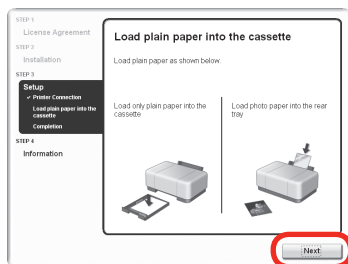 STEP 1
License Agreement
STEP 2
Installation
STEP 3
Setup
✓ Printer Connection
Load plain paper into the
cassette
Completion
STEP 4
Information
Load plain paper into the cassette
Load plain paper as shown below.
Load only plain paper into the
cassette
Load photo paper into the rear
tray
Next